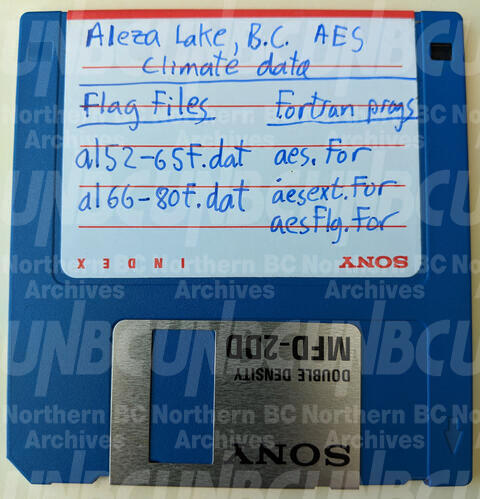 Aleza Lake, B.C. AES
Climate data
Flag Files Fortran progs
al52-65f.dat aes.for
al66-80f.dat aesext.for
aesflg.for
INDEX SONY
DOUBLE DENSITY
MFD-2DD
SONY
UNBC
Northern BC
Archives